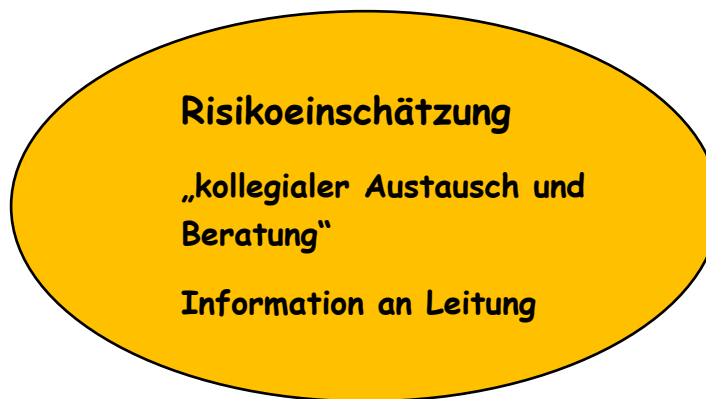 Risikoeinschätzung
„kollegialer Austausch und
Beratung“
Information an Leitung